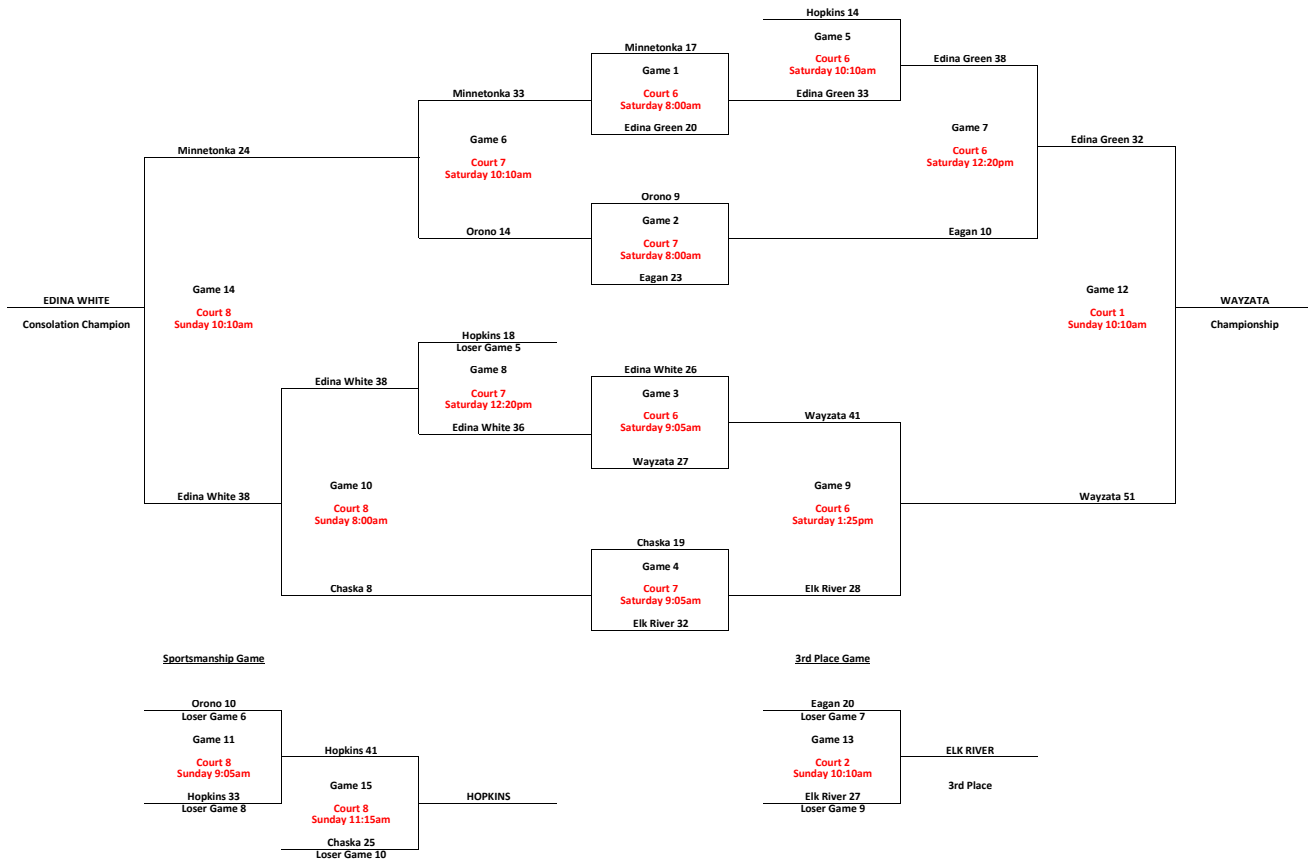 Hopkins 14
Game 5
Court 6
Saturday 10:10am
Edina Green 33
Edina Green 38
Minnetonka 17
Game 1
Court 6
Saturday 8:00am
Edina Green 20
Minnetonka 33
Game 6
Court 7
Saturday 10:10am
Orono 14
Minnetonka 24
Game 7
Court 6
Saturday 12:20pm
Edina Green 32
Orono 9
Game 2
Court 7
Saturday 8:00am
Eagan 23
Eagan 10
EDINA WHITE
Consolation Champion
Game 14
Court 8
Sunday 10:10am
Game 12
Court 1
Sunday 10:10am
WAYZATA
Championship
Hopkins 18
Loser Game 5
Game 8
Court 7
Saturday 12:20pm
Edina White 36
Edina White 38
Edina White 26
Game 3
Court 6
Saturday 9:05am
Wayzata 27
Wayzata 41
Edina White 38
Game 10
Court 8
Sunday 8:00am
Game 9
Court 6
Saturday 1:25pm
Wayzata 51
Chaska 19
Game 4
Court 7
Saturday 9:05am
Elk River 32
Chaska 8
Elk River 28
Sportsmanship Game
Orono 10
Loser Game 6
Game 11
Court 8
Sunday 9:05am
Hopkins 33
Loser Game 8
Hopkins 41
Game 15
Court 8
Sunday 11:15am
Chaska 25
Loser Game 10
HOPKINS
3rd Place Game
Eagan 20
Loser Game 7
Game 13
Court 2
Sunday 10:10am
Elk River 27
Loser Game 9
ELK RIVER
3rd Place